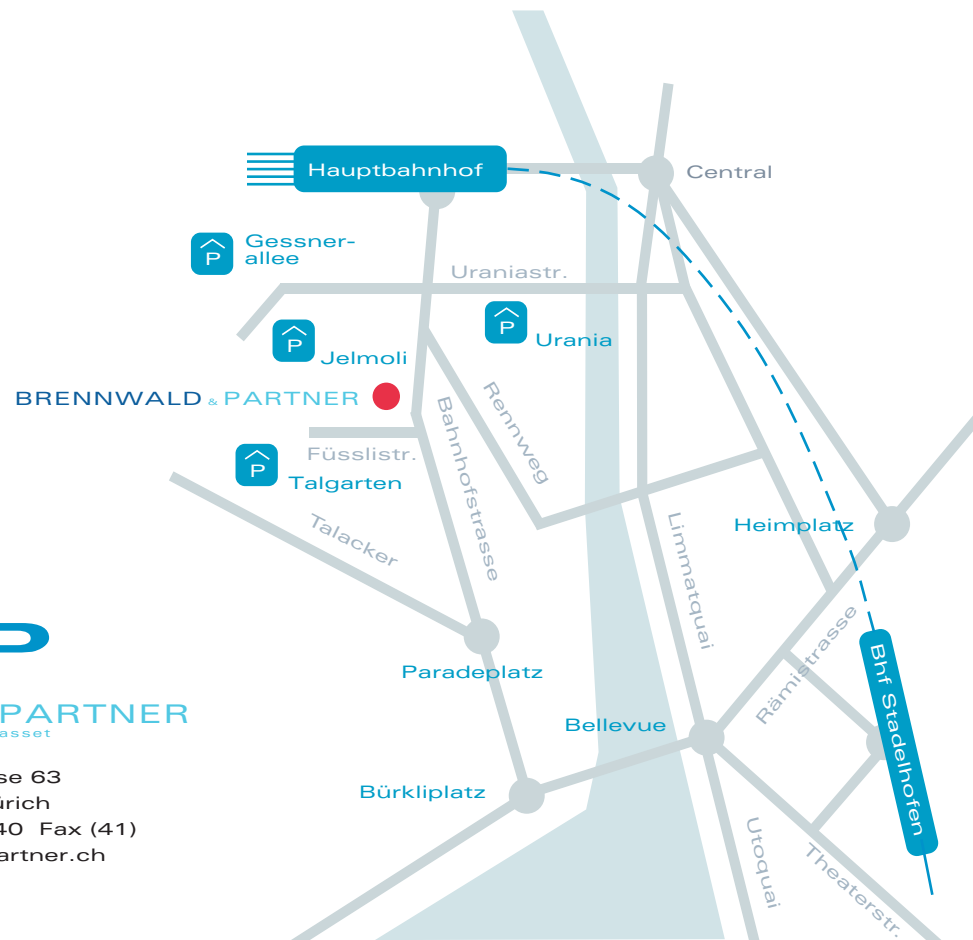 Hauptbahnhof
Central
P
Gessner-
allee
Uraniastr.
P
Urania
P
Jelmoli
BRENNWALD & PARTNER
Rennweg
Bahnhofstrasse
Füsslistr.
P
Talgarten
Talacker
Limmatquai
Heimplatz
Rämistrasse
Bhf Stadelhofen
Paradeplatz
Bellevue
Bürkliplatz
Utoquai
Theaterstr.
PARTNER
asset
se 63
ürich
40 Fax (41)
artner.ch